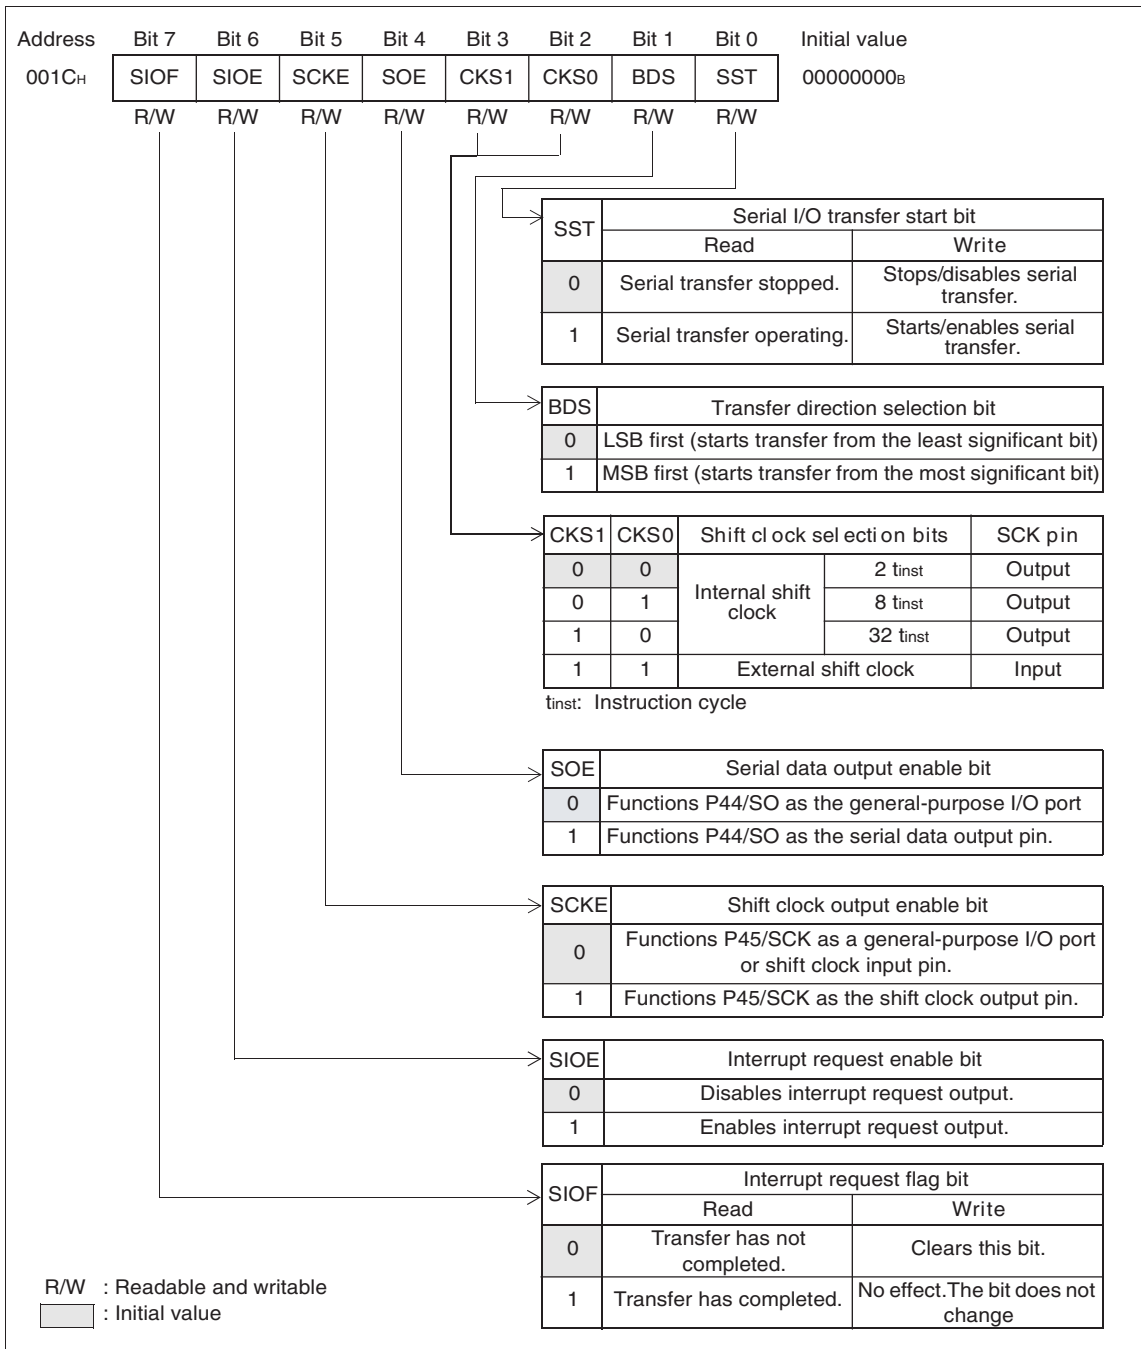 Address Bit 7 Bit 6 Bit 5 Bit 4 Bit 3 Bit 2 Bit 1 Bit 0 Initial value
001CH SIOF SIOE SCKE SOE CKS1 CKS0 BDS SST 00000000B
R/W R/W R/W R/W R/W R/W R/W R/W
SST Serial I/O transfer start bit
Read Write
0 Serial transfer stopped. Stops/disables serial transfer.
1 Serial transfer operating. Starts/enables serial transfer.
BDS Transfer direction selection bit
0 LSB first (starts transfer from the least significant bit)
1 MSB first (starts transfer from the most significant bit)
CKS1 CKS0 Shift clock selection bits SCK pin
0 0 Internal shift clock 2 tinst Output
0 1 8 tinst Output
1 0 32 tinst Output
1 1 External shift clock Input
tinst: Instruction cycle
SOE Serial data output enable bit
0 Functions P44/SO as the general-purpose I/O port
1 Functions P44/SO as the serial data output pin.
SCKE Shift clock output enable bit
0 Functions P45/SCK as a general-purpose I/O port
or shift clock input pin.
1 Functions P45/SCK as the shift clock output pin.
SIOE Interrupt request enable bit
0 Disables interrupt request output.
1 Enables interrupt request output.
SIOF Interrupt request flag bit
Read Write
0 Transfer has not completed. Clears this bit.
1 Transfer has completed. No effect.The bit does not change
R/W : Readable and writable
: Initial value